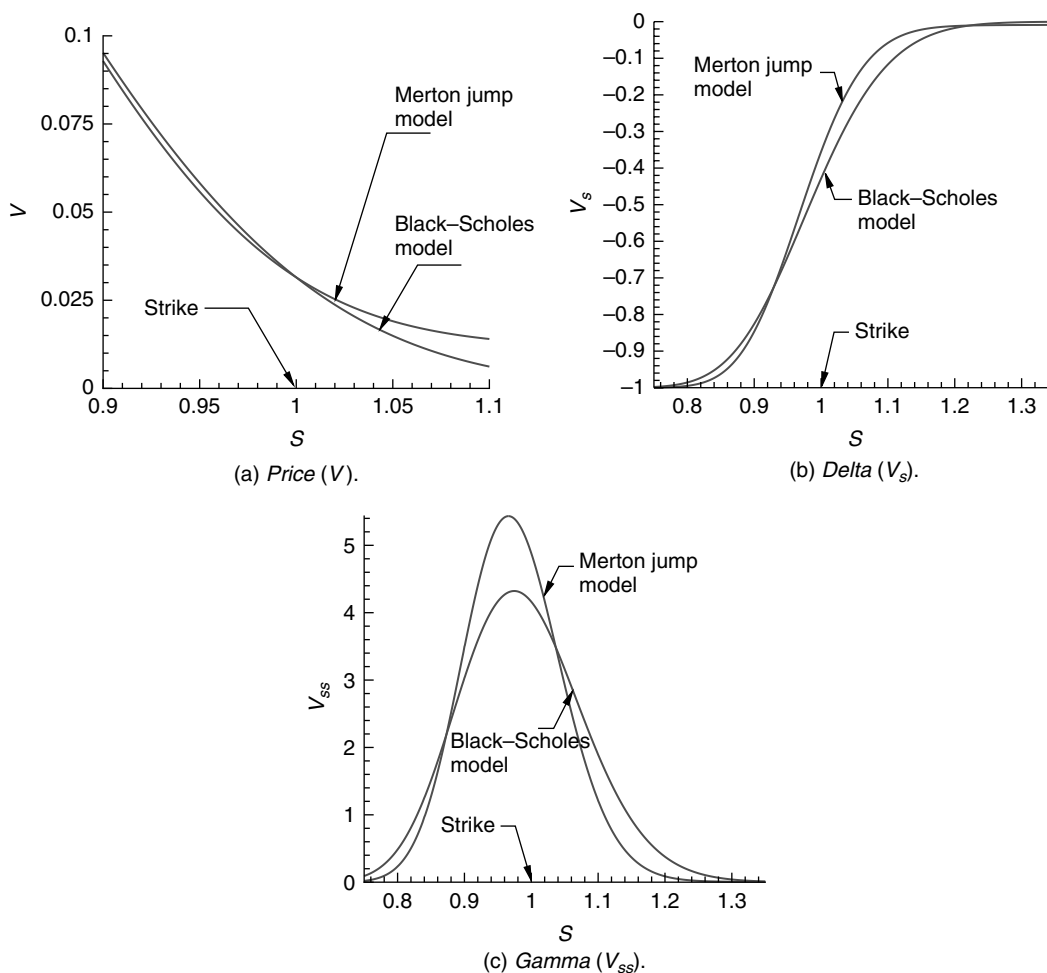 0.1
0.075
0.05
0.025
0
V
Merton jump
model
Black–Scholes
model
Strike
0.9
0.95
1
1.05
1.1
S
(a) Price (V).
0
–0.1
–0.2
–0.3
–0.4
–0.5
–0.6
–0.7
–0.8
–0.9
–1
Vs
Merton jump
model
Black–Scholes
model
Strike
0.8
0.9
1
1.1
1.2
1.3
S
(b) Delta (Vs).
5
4
3
2
1
0
Vss
Merton jump
model
Black–Scholes
model
Strike
0.8
0.9
1
1.1
1.2
1.3
S
(c) Gamma (Vss).